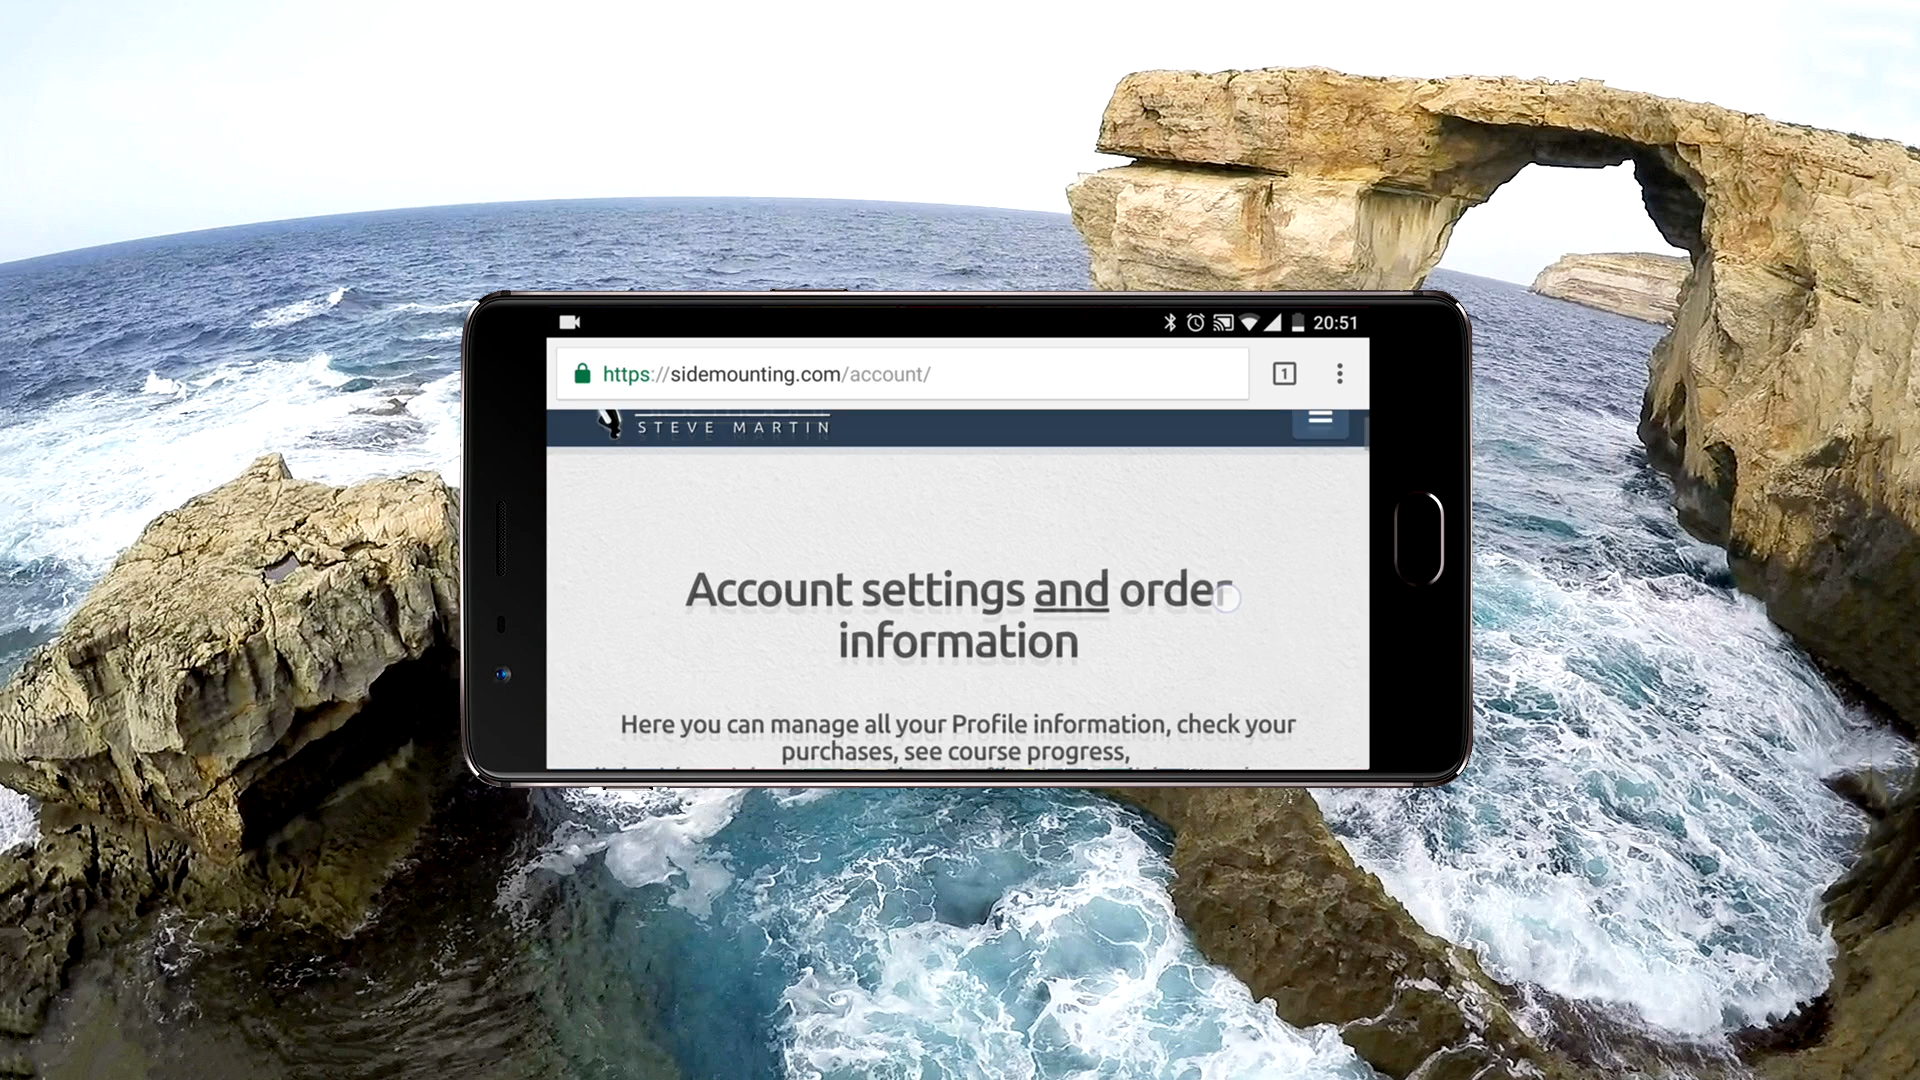 20:51
https://sidemounting.com/account/
1
STEVE MARTIN
Account settings and order
information
Here you can manage all your Profile information, check your
purchases, see course progress,